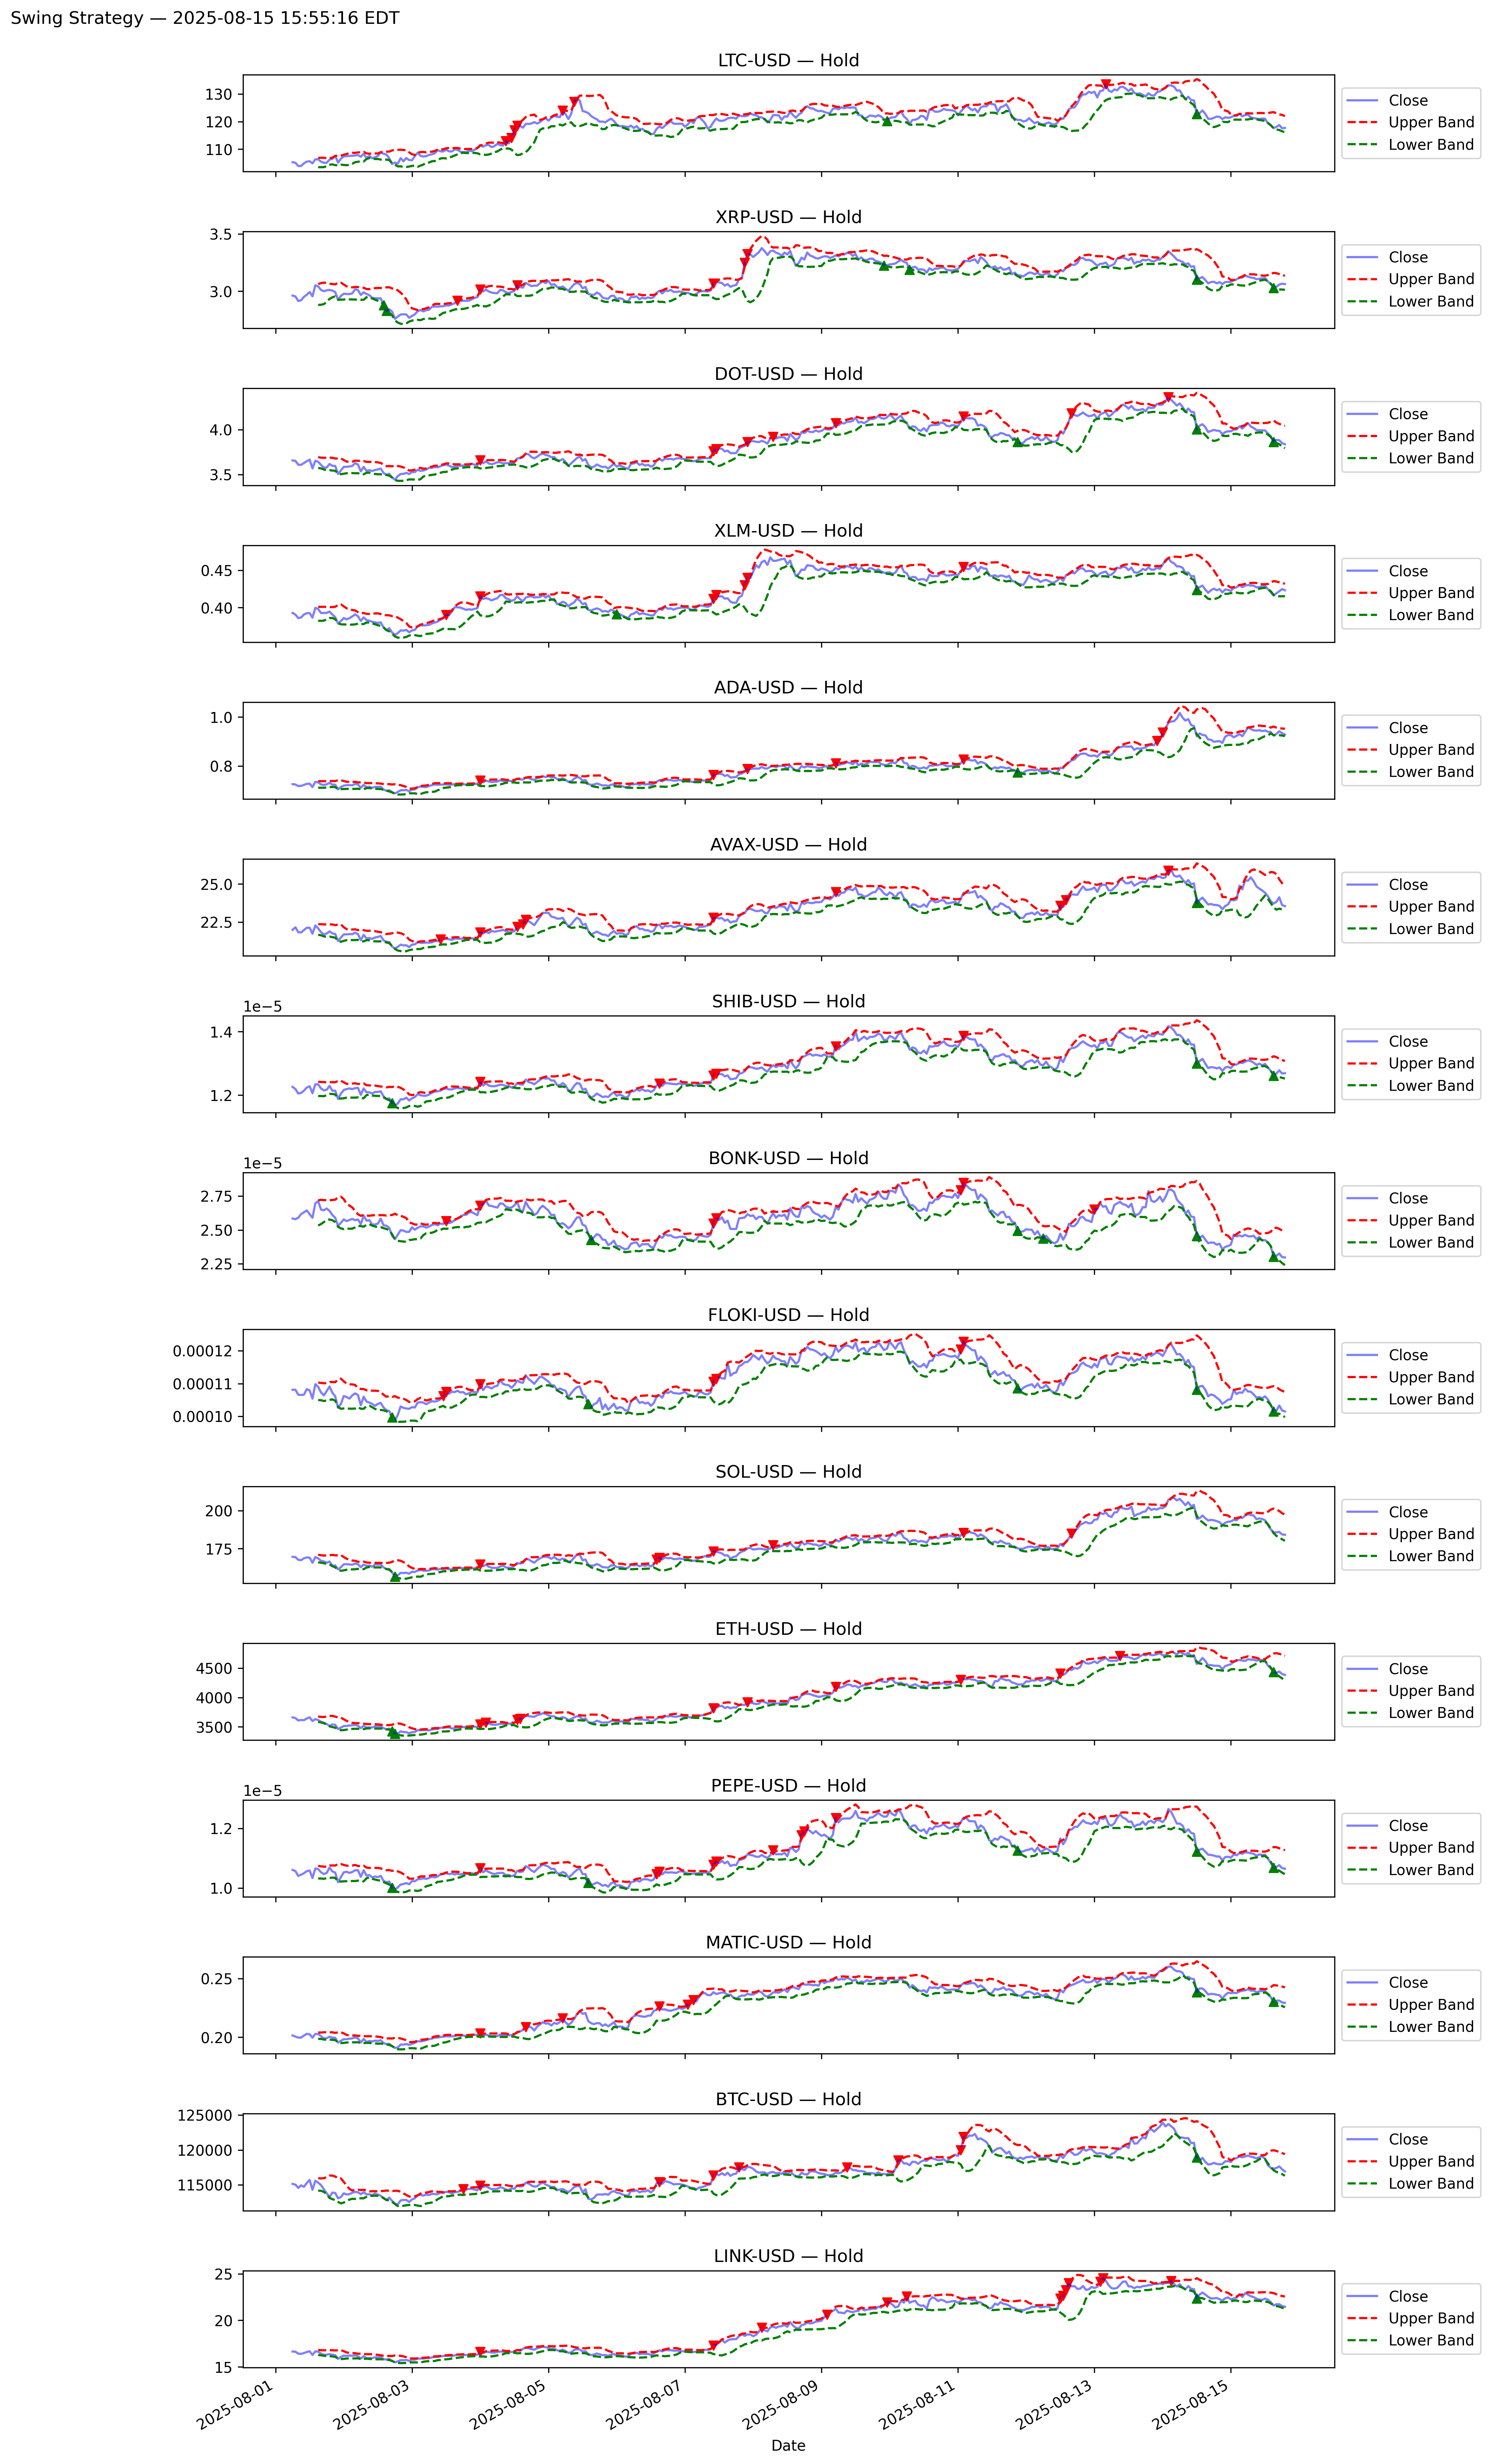 Swing Strategy — 2025-08-15 15:55:16 EDT
LTC-USD — Hold
130
120
110
Close
Upper Band
Lower Band
XRP-USD — Hold
3.5
3.0
Close
Upper Band
Lower Band
DOT-USD — Hold
4.0
3.5
Close
Upper Band
Lower Band
XLM-USD — Hold
0.45
0.40
Close
Upper Band
Lower Band
ADA-USD — Hold
1.0
0.8
Close
Upper Band
Lower Band
AVAX-USD — Hold
25.0
22.5
Close
Upper Band
Lower Band
SHIB-USD — Hold
1e−5
1.4
1.2
Close
Upper Band
Lower Band
BONK-USD — Hold
1e−5
2.75
2.50
2.25
Close
Upper Band
Lower Band
FLOKI-USD — Hold
0.00012
0.00011
0.00010
Close
Upper Band
Lower Band
SOL-USD — Hold
200
175
Close
Upper Band
Lower Band
ETH-USD — Hold
4500
4000
3500
Close
Upper Band
Lower Band
PEPE-USD — Hold
1e−5
1.2
1.0
Close
Upper Band
Lower Band
MATIC-USD — Hold
0.25
0.20
Close
Upper Band
Lower Band
BTC-USD — Hold
125000
120000
115000
Close
Upper Band
Lower Band
LINK-USD — Hold
25
20
15
Close
Upper Band
Lower Band
2025-08-01
2025-08-03
2025-08-05
2025-08-07
2025-08-09
2025-08-11
2025-08-13
2025-08-15
Date